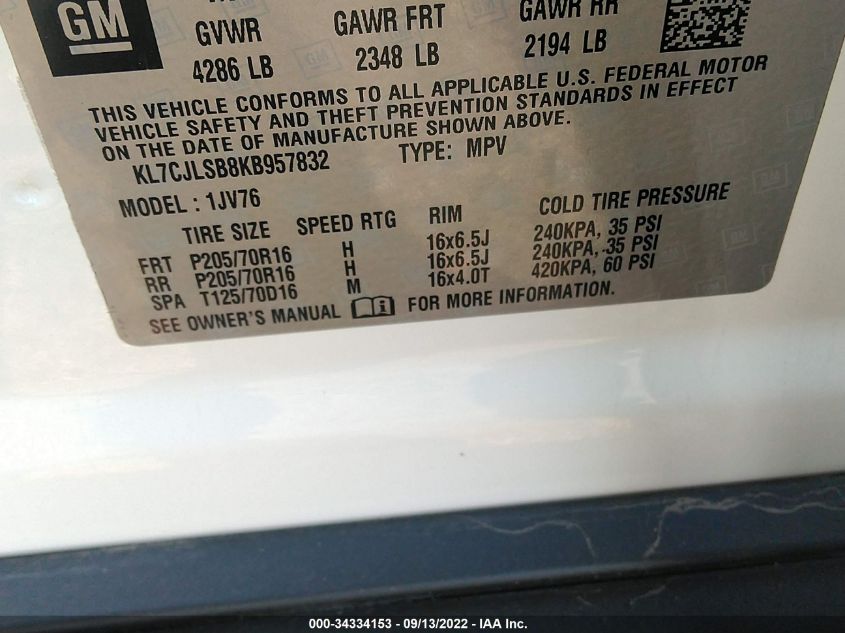 GM
GVWR GAWR FRT GAWR RR
4286 LB 2348 LB 2194 LB
THIS VEHICLE CONFORMS TO ALL APPLICABLE U.S. FEDERAL MOTOR
VEHICLE SAFETY AND THEFT PREVENTION STANDARDS IN EFFECT
ON THE DATE OF MANUFACTURE SHOWN ABOVE.
KL7CJLSB8KB957832 TYPE: MPV
MODEL : 1JV76
TIRE SIZE SPEED RTG RIM COLD TIRE PRESSURE
FRT P205/70R16 H 16x6.5J 240KPA, 35 PSI
RR P205/70R16 H 16x6.5J 240KPA, 35 PSI
SPA T125/70D16 M 16x4.0T 420KPA, 60 PSI
SEE OWNER'S MANUAL FOR MORE INFORMATION.
000-34334153 - 09/13/2022 - IAA Inc.